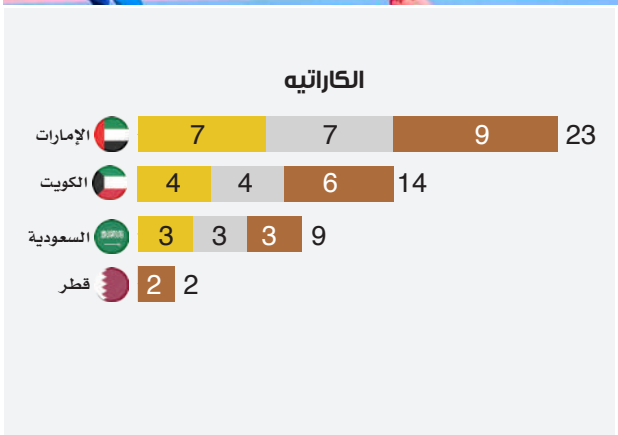 الكاراتيه
الإمارات 7 7 9 23
الكويت 4 4 6 14
السعودية 3 3 3 9
قطر 2 2